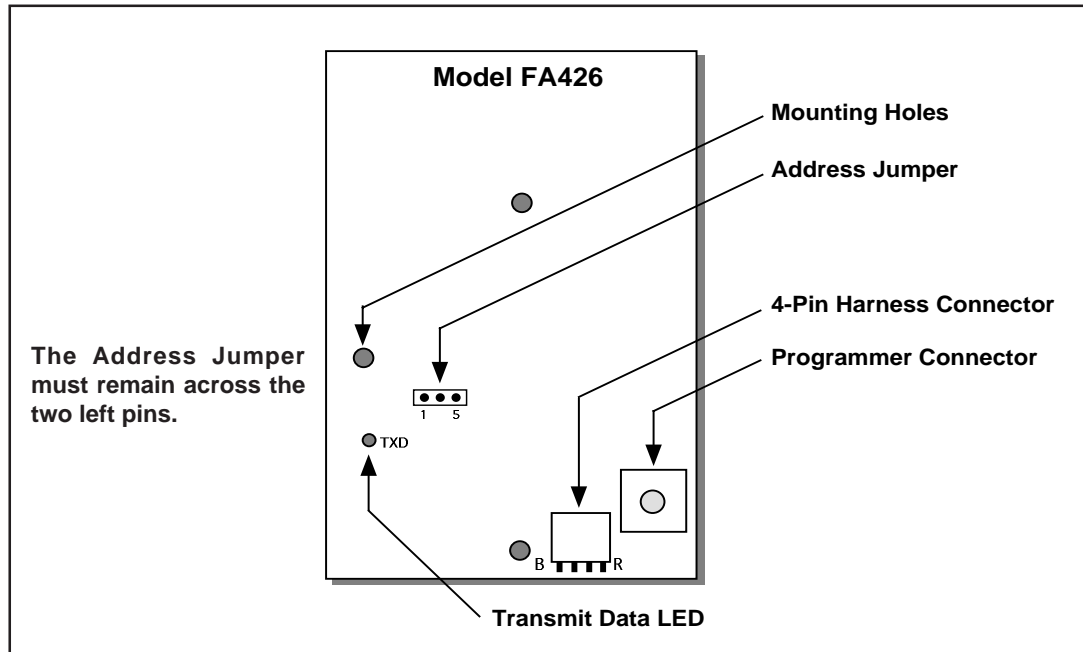 Model FA426
Mounting Holes
Address Jumper
4-Pin Harness Connector
Programmer Connector
The Address Jumper
must remain across the
two left pins.
1 5
TXD
B R
Transmit Data LED